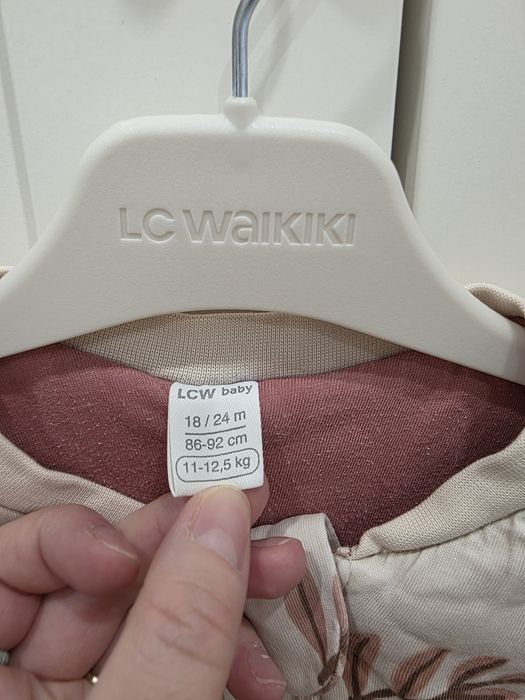 LC WAIKIKI
LCW baby
18 / 24 m
86-92 cm
11-12,5 kg